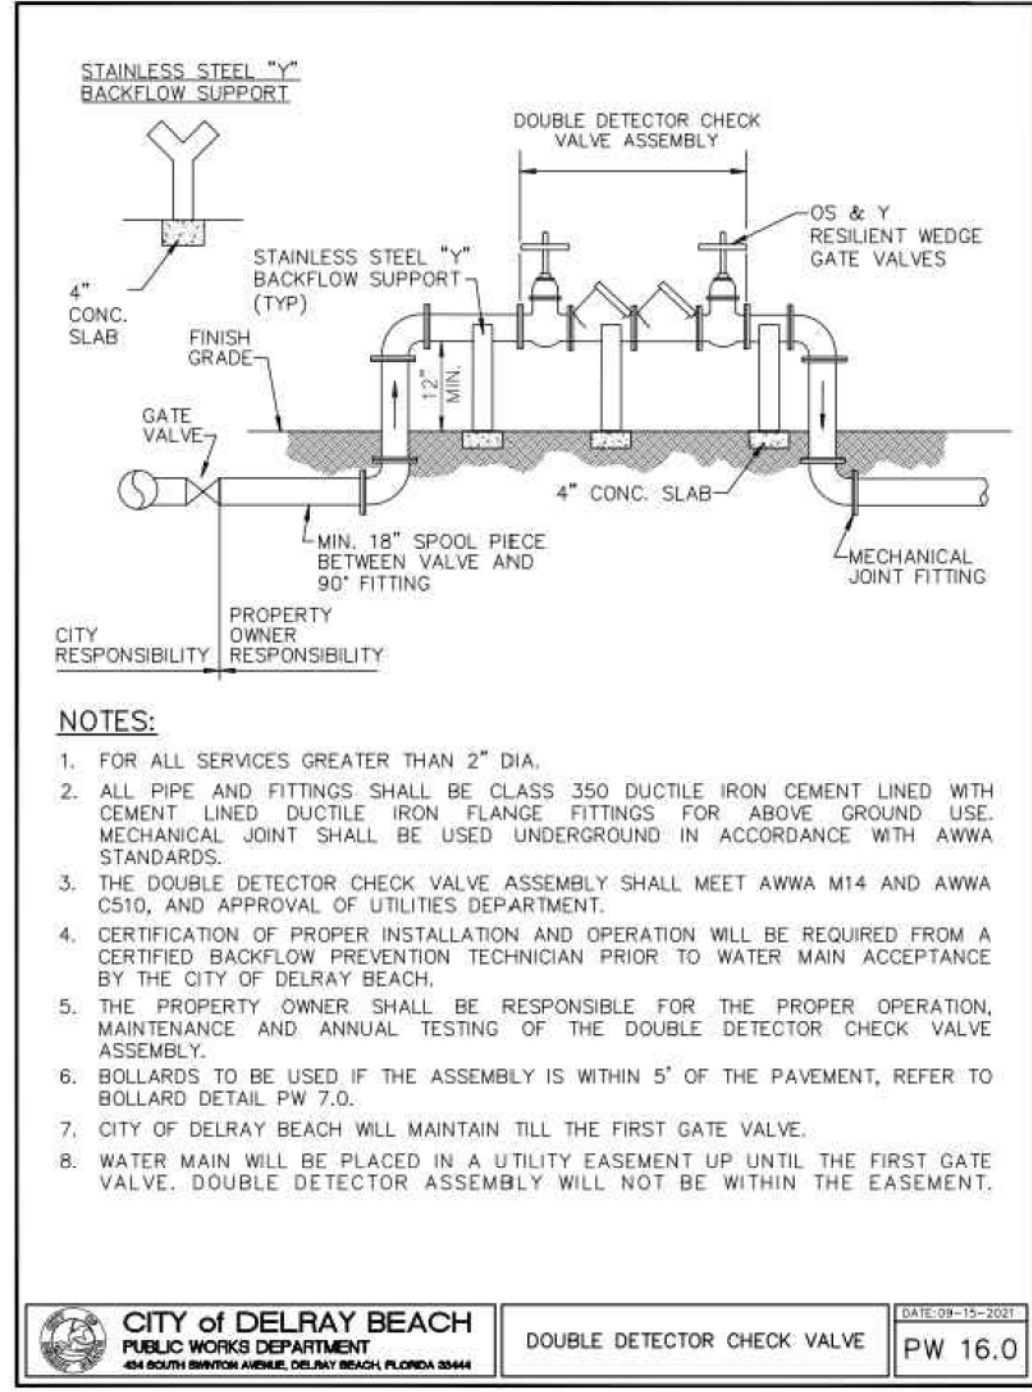 STAINLESS STEEL "Y"
BACKFLOW SUPPORT
4"
CONC.
SLAB
DOUBLE DETECTOR CHECK
VALVE ASSEMBLY
OS & Y
RESILIENT WEDGE
GATE VALVES
STAINLESS STEEL "Y"
BACKFLOW SUPPORT
(TYP)
FINISH
GRADE
12"
MIN.
GATE
VALVE
4" CONC. SLAB
MIN. 18" SPOOL PIECE
BETWEEN VALVE AND
90° FITTING
MECHANICAL
JOINT FITTING
CITY
RESPONSIBILITY
PROPERTY
OWNER
RESPONSIBILITY
NOTES:
1. FOR ALL SERVICES GREATER THAN 2" DIA.
2. ALL PIPE AND FITTINGS SHALL BE CLASS 350 DUCTILE IRON CEMENT LINED WITH
CEMENT LINED DUCTILE IRON FLANGE FITTINGS FOR ABOVE GROUND USE.
MECHANICAL JOINT SHALL BE USED UNDERGROUND IN ACCORDANCE WITH AWWA
STANDARDS.
3. THE DOUBLE DETECTOR CHECK VALVE ASSEMBLY SHALL MEET AWWA M14 AND AWWA
C510, AND APPROVAL OF UTILITIES DEPARTMENT.
4. CERTIFICATION OF PROPER INSTALLATION AND OPERATION WILL BE REQUIRED FROM A
CERTIFIED BACKFLOW PREVENTION TECHNICIAN PRIOR TO WATER MAIN ACCEPTANCE
BY THE CITY OF DELRAY BEACH.
5. THE PROPERTY OWNER SHALL BE RESPONSIBLE FOR THE PROPER OPERATION,
MAINTENANCE AND ANNUAL TESTING OF THE DOUBLE DETECTOR CHECK VALVE
ASSEMBLY.
6. BOLLARDS TO BE USED IF THE ASSEMBLY IS WITHIN 5' OF THE PAVEMENT, REFER TO
BOLLARD DETAIL PW 7.0.
7. CITY OF DELRAY BEACH WILL MAINTAIN TILL THE FIRST GATE VALVE.
8. WATER MAIN WILL BE PLACED IN A UTILITY EASEMENT UP UNTIL THE FIRST GATE
VALVE. DOUBLE DETECTOR ASSEMBLY WILL NOT BE WITHIN THE EASEMENT.
CITY of DELRAY BEACH
PUBLIC WORKS DEPARTMENT
434 SOUTH SWINTON AVENUE, DELRAY BEACH, FLORIDA 33444
DOUBLE DETECTOR CHECK VALVE
DATE:09-15-2021
PW 16.0